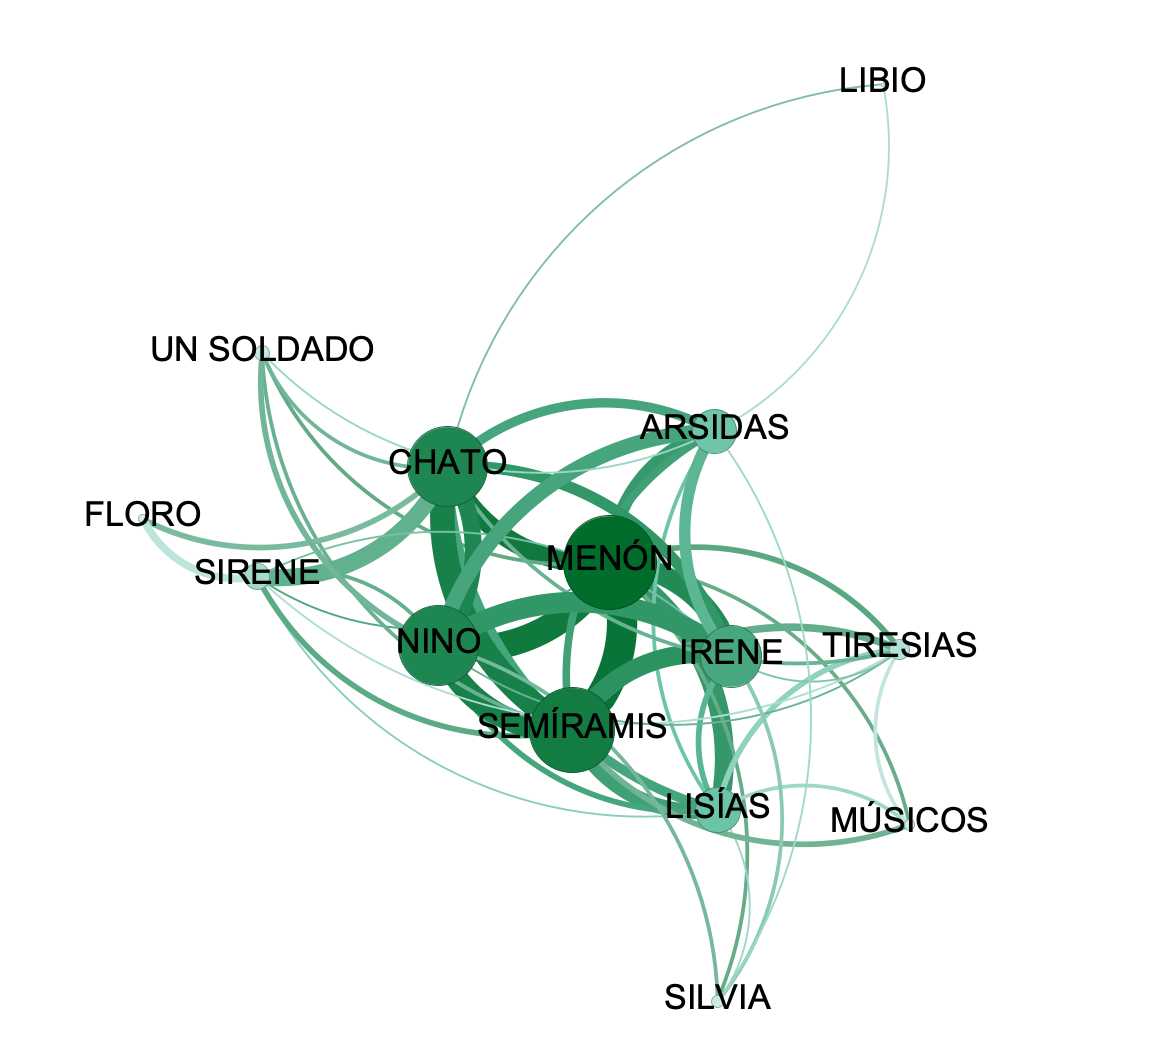 LIBIO
UN SOLDADO
ARSIDAS
CHATO
FLORO
MENÓN
SIRENE
NINO
IRENE
TIRESIAS
SEMÍRAMIS
LISÍAS
MÚSICOS
SILVIA